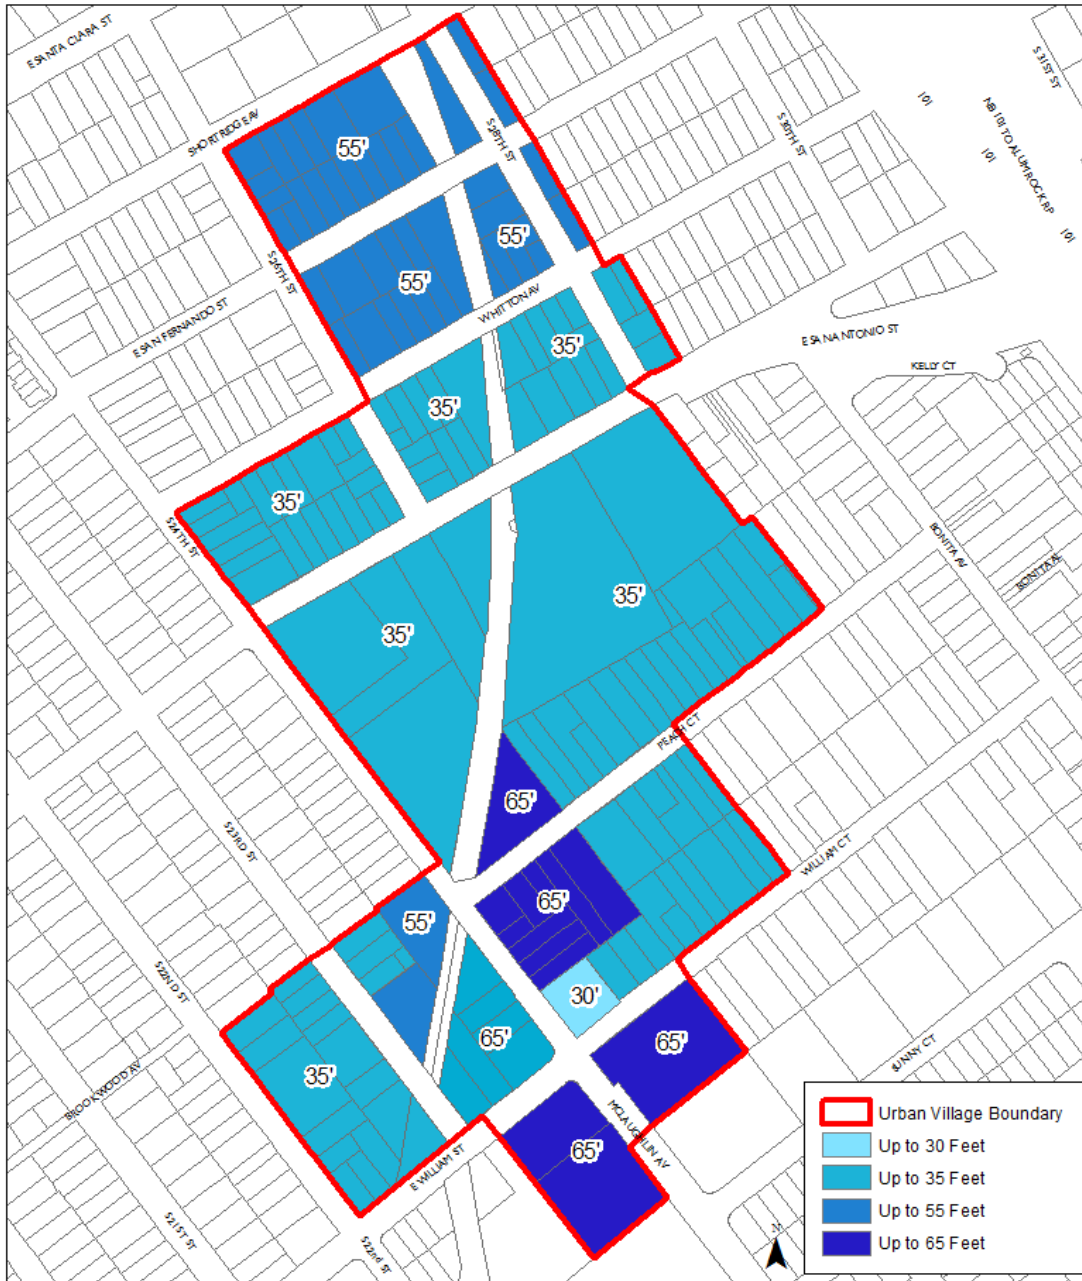 E SANTA CLARA ST
S 31ST ST
101
NB 101 TO ALUM ROCK RP
SHORTRIDGE AV
55'
S 28TH ST
S 30TH ST
101
101
S 26TH ST
55'
55'
WHITTON AV
E SAN FERNANDO ST
E SAN ANTONIO ST
35'
KELLY CT
35'
35'
S 24TH ST
BONITA AV
BONITA AL
35'
35'
PEACH CT
65'
S 23RD ST
WILLIAM CT
65'
55'
S 22ND ST
30'
65'
65'
SUNNY CT
35'
BROOKWOOD AV
MCLAUGHLIN AV
65'
E WILLIAM ST
S 21ST ST
S 22nd ST
N
Urban Village Boundary
Up to 30 Feet
Up to 35 Feet
Up to 55 Feet
Up to 65 Feet